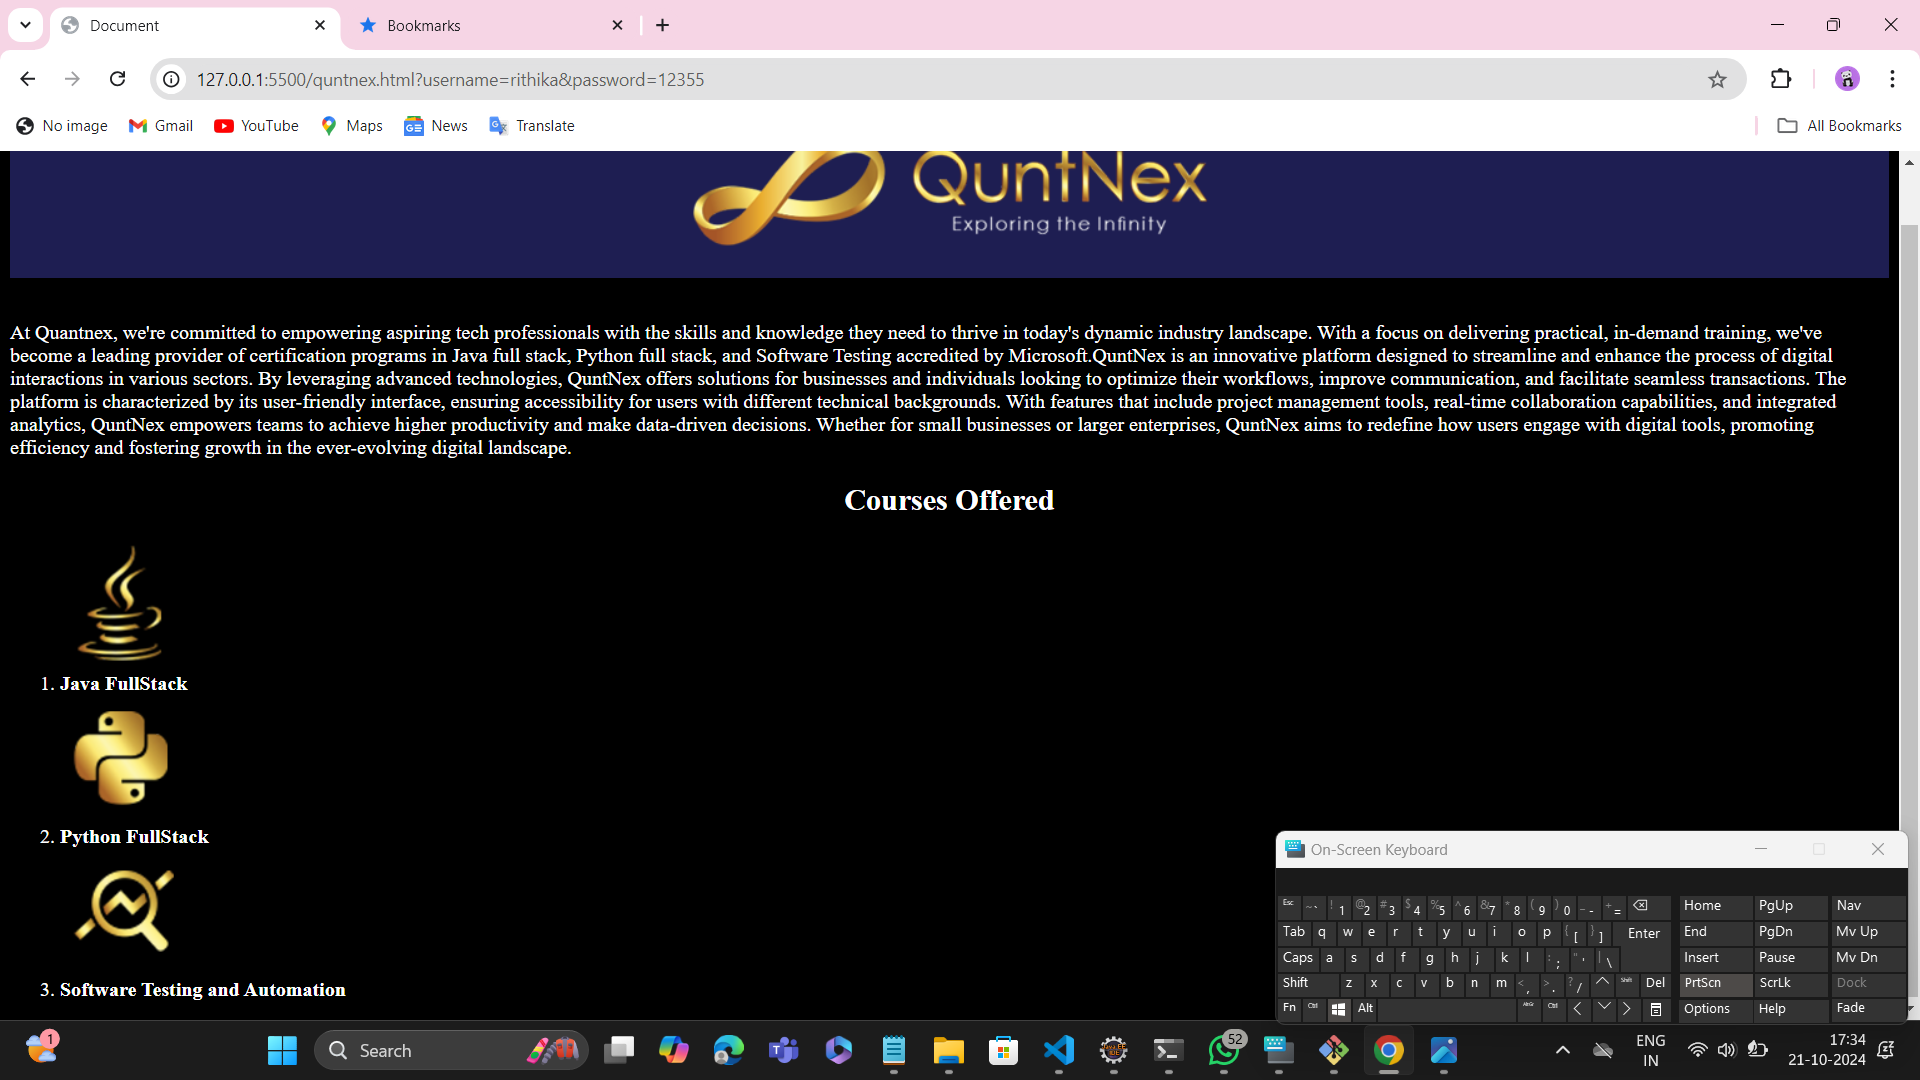 Document
Bookmarks
127.0.0.1:5500/quntnex.html?username=rithika&password=12355
No image
Gmail
YouTube
Maps
News
Translate
All Bookmarks
QuntNex
Exploring the Infinity
At Quantnex, we're committed to empowering aspiring tech professionals with the skills and knowledge they need to thrive in today's dynamic industry landscape. With a focus on delivering practical, in-demand training, we've
become a leading provider of certification programs in Java full stack, Python full stack, and Software Testing accredited by Microsoft.QuntNex is an innovative platform designed to streamline and enhance the process of digital
interactions in various sectors. By leveraging advanced technologies, QuntNex offers solutions for businesses and individuals looking to optimize their workflows, improve communication, and facilitate seamless transactions. The
platform is characterized by its user-friendly interface, ensuring accessibility for users with different technical backgrounds. With features that include project management tools, real-time collaboration capabilities, and integrated
analytics, QuntNex empowers teams to achieve higher productivity and make data-driven decisions. Whether for small businesses or larger enterprises, QuntNex aims to redefine how users engage with digital tools, promoting
efficiency and fostering growth in the ever-evolving digital landscape.
Courses Offered
1. Java FullStack
2. Python FullStack
3. Software Testing and Automation
On-Screen Keyboard
Esc ~ ` ! 1 @ 2 # 3 $ 4 % 5 ^ 6 & 7 * 8 ( 9 ) 0 _ - + = Home PgUp Nav
Tab q w e r t y u i o p { [ } ] Enter End PgDn Mv Up
Caps a s d f g h j k l : ; " ' | \ Insert Pause Mv Dn
Shift z x c v b n m < , > . ? / Shift Del PrtScn ScrLk Dock
Fn Ctrl Alt AltGr Ctrl Options Help Fade
1
Search
52
ENG
IN
17:34
21-10-2024